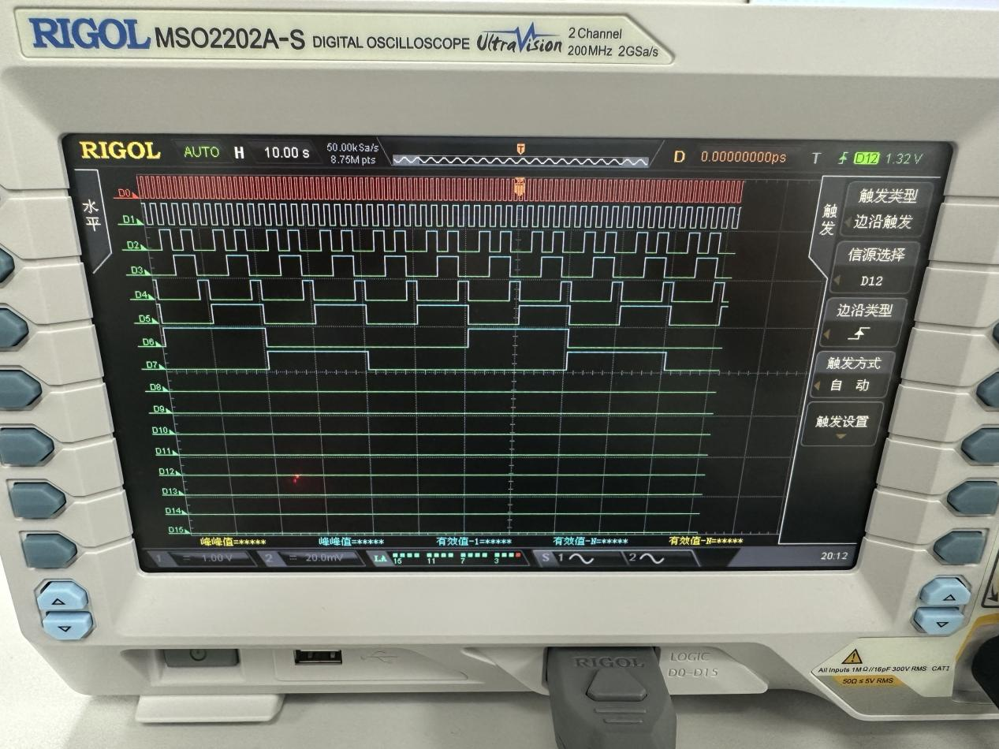 RIGOL MSO2202A-S DIGITAL OSCILLOSCOPE UltraVision 2 Channel
200MHz 2GSa/s
RIGOL AUTO H 10.00 s 50.00kSa/s
8.75M pts
T
D 0.00000000ps T D12 1.32 V
水平
D0
D1
D2
D3
D4
D5
D6
D7
D8
D9
D10
D11
D12
D13
D14
D15
触发
触发类型
边沿触发
信源选择
D12
边沿类型
触发方式
自 动
触发设置
峰峰值=***** 峰峰值=***** 有效值-1=***** 有效值-N=***** 有效值-N=*****
1 = 1.00 V 2 = 20.0mV LA 15 11 7 3 S 1 2 20:12
RIGOL
LOGIC
D0-D15
All inputs 1MΩ//16pF 300V RMS CAT I
50Ω ≤ 5V RMS